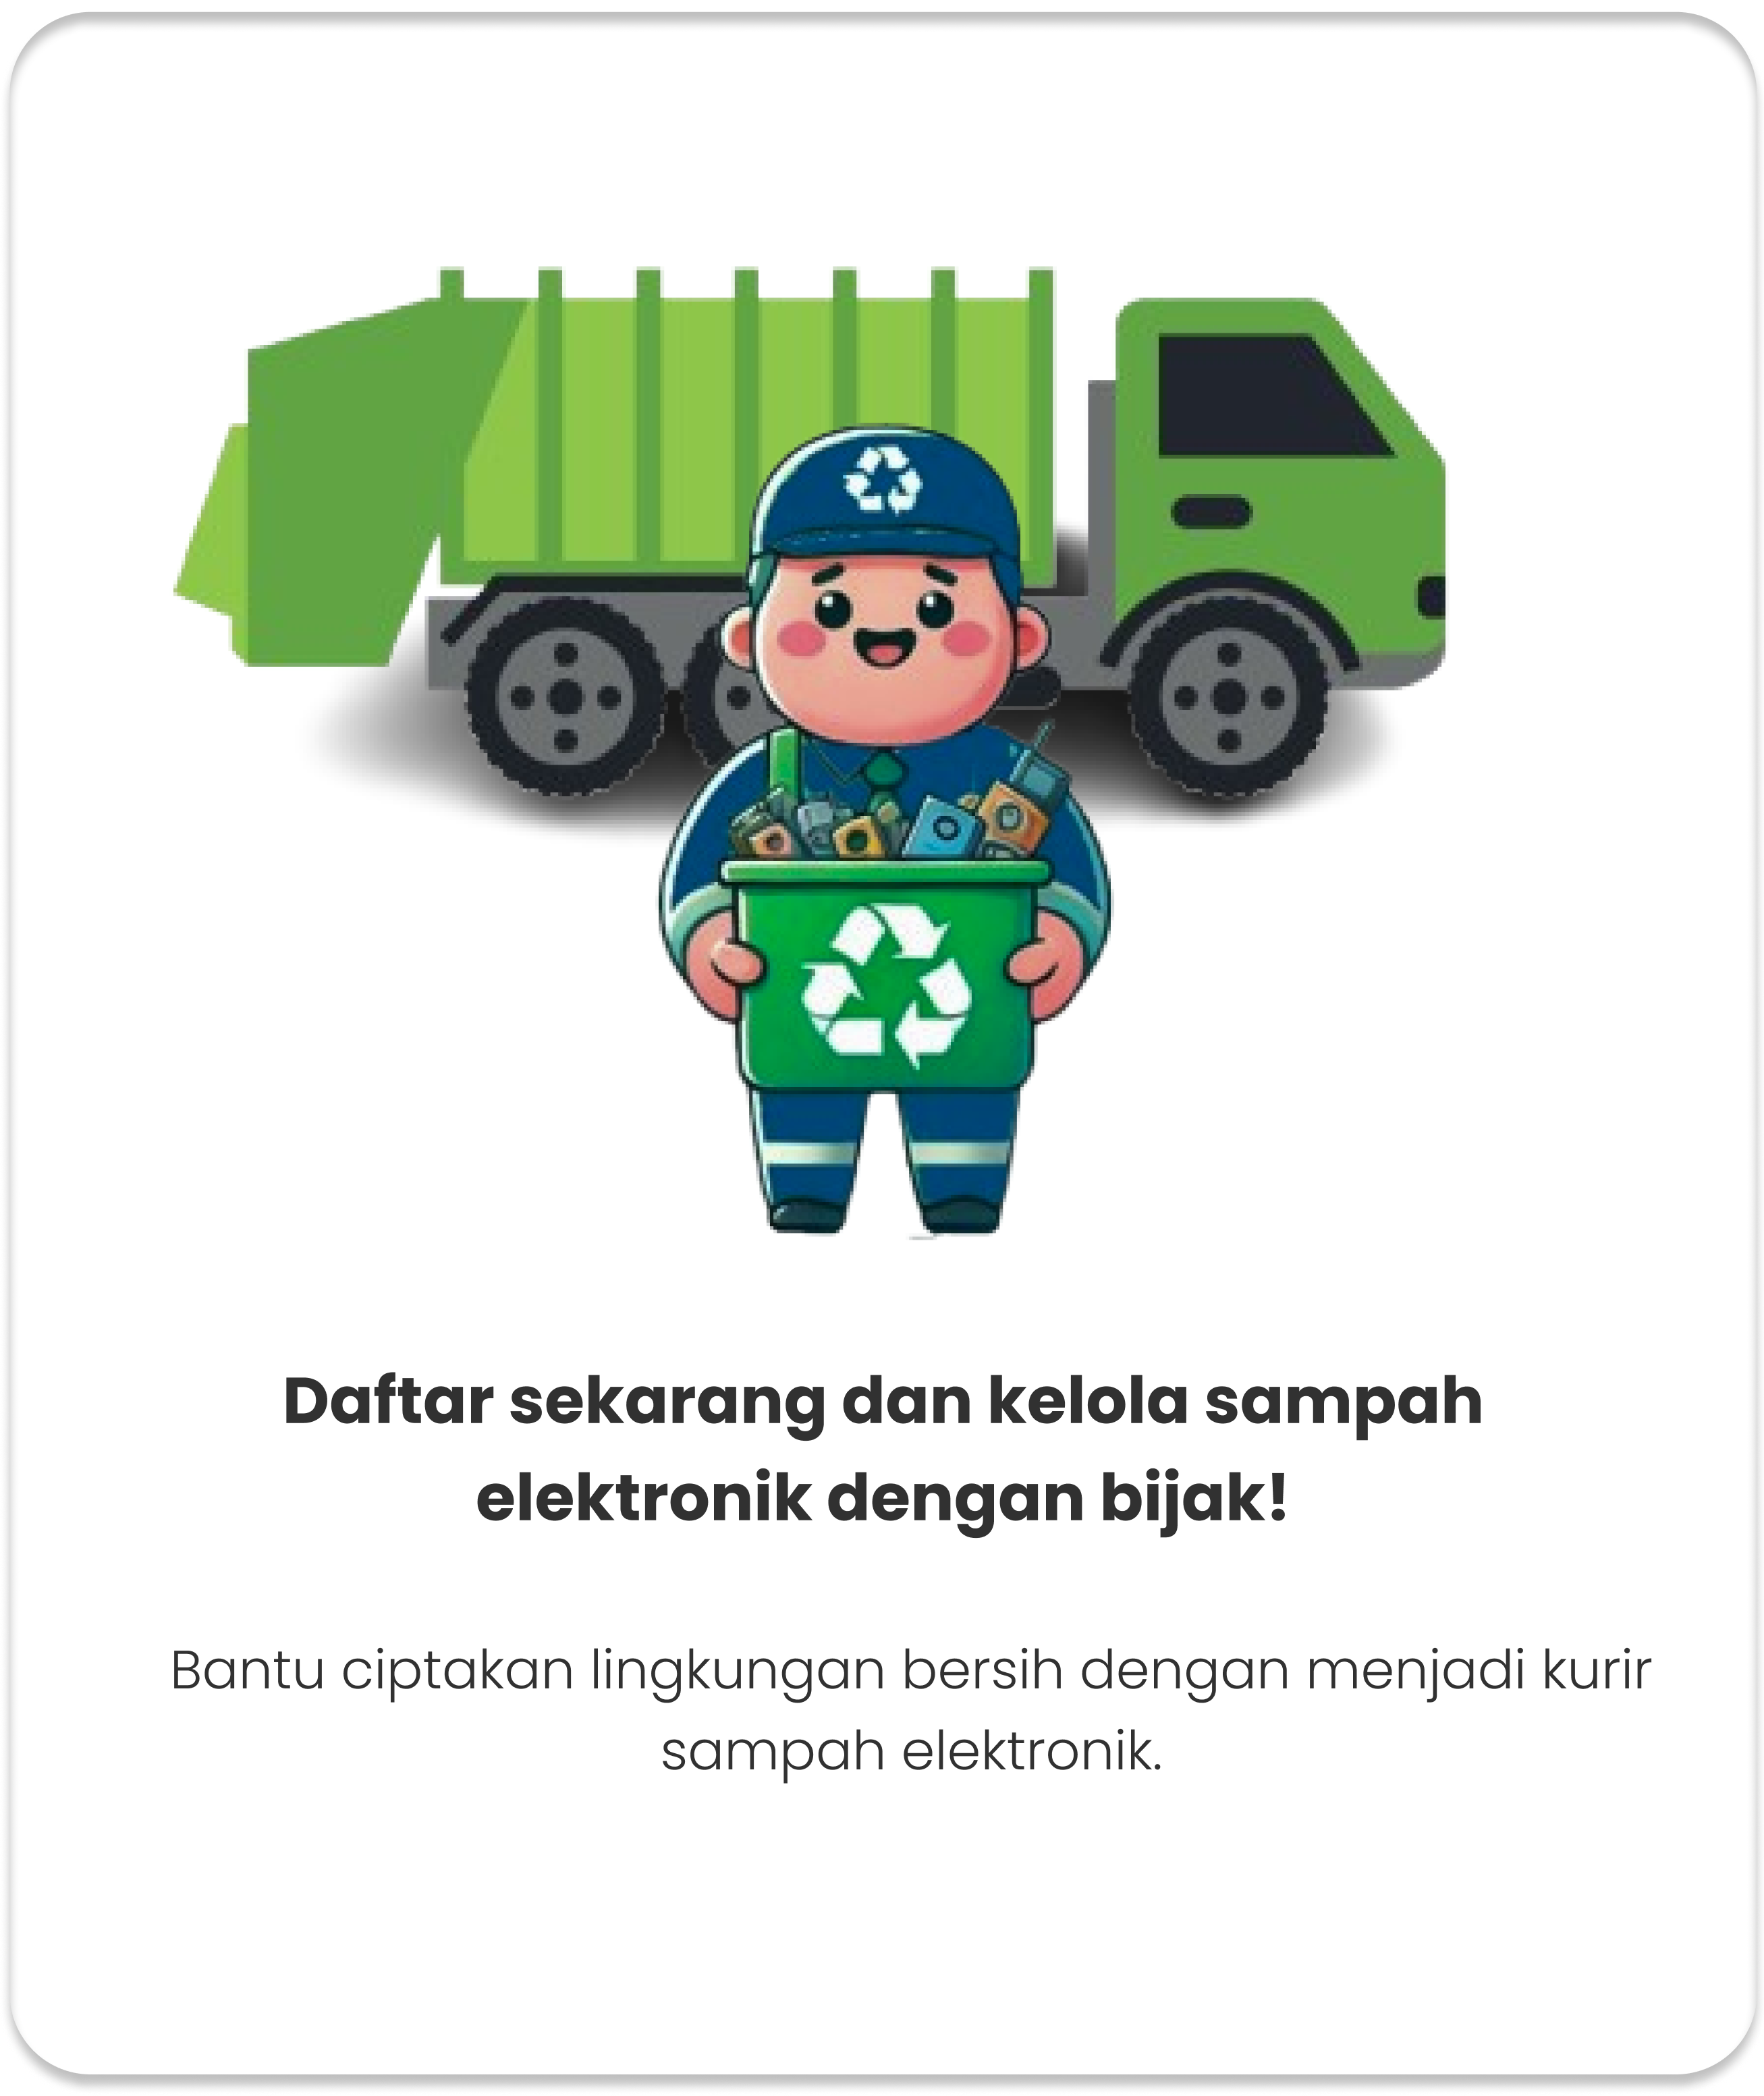 Daftar sekarang dan kelola sampah
elektronik dengan bijak!
Bantu ciptakan lingkungan bersih dengan menjadi kurir
sampah elektronik.